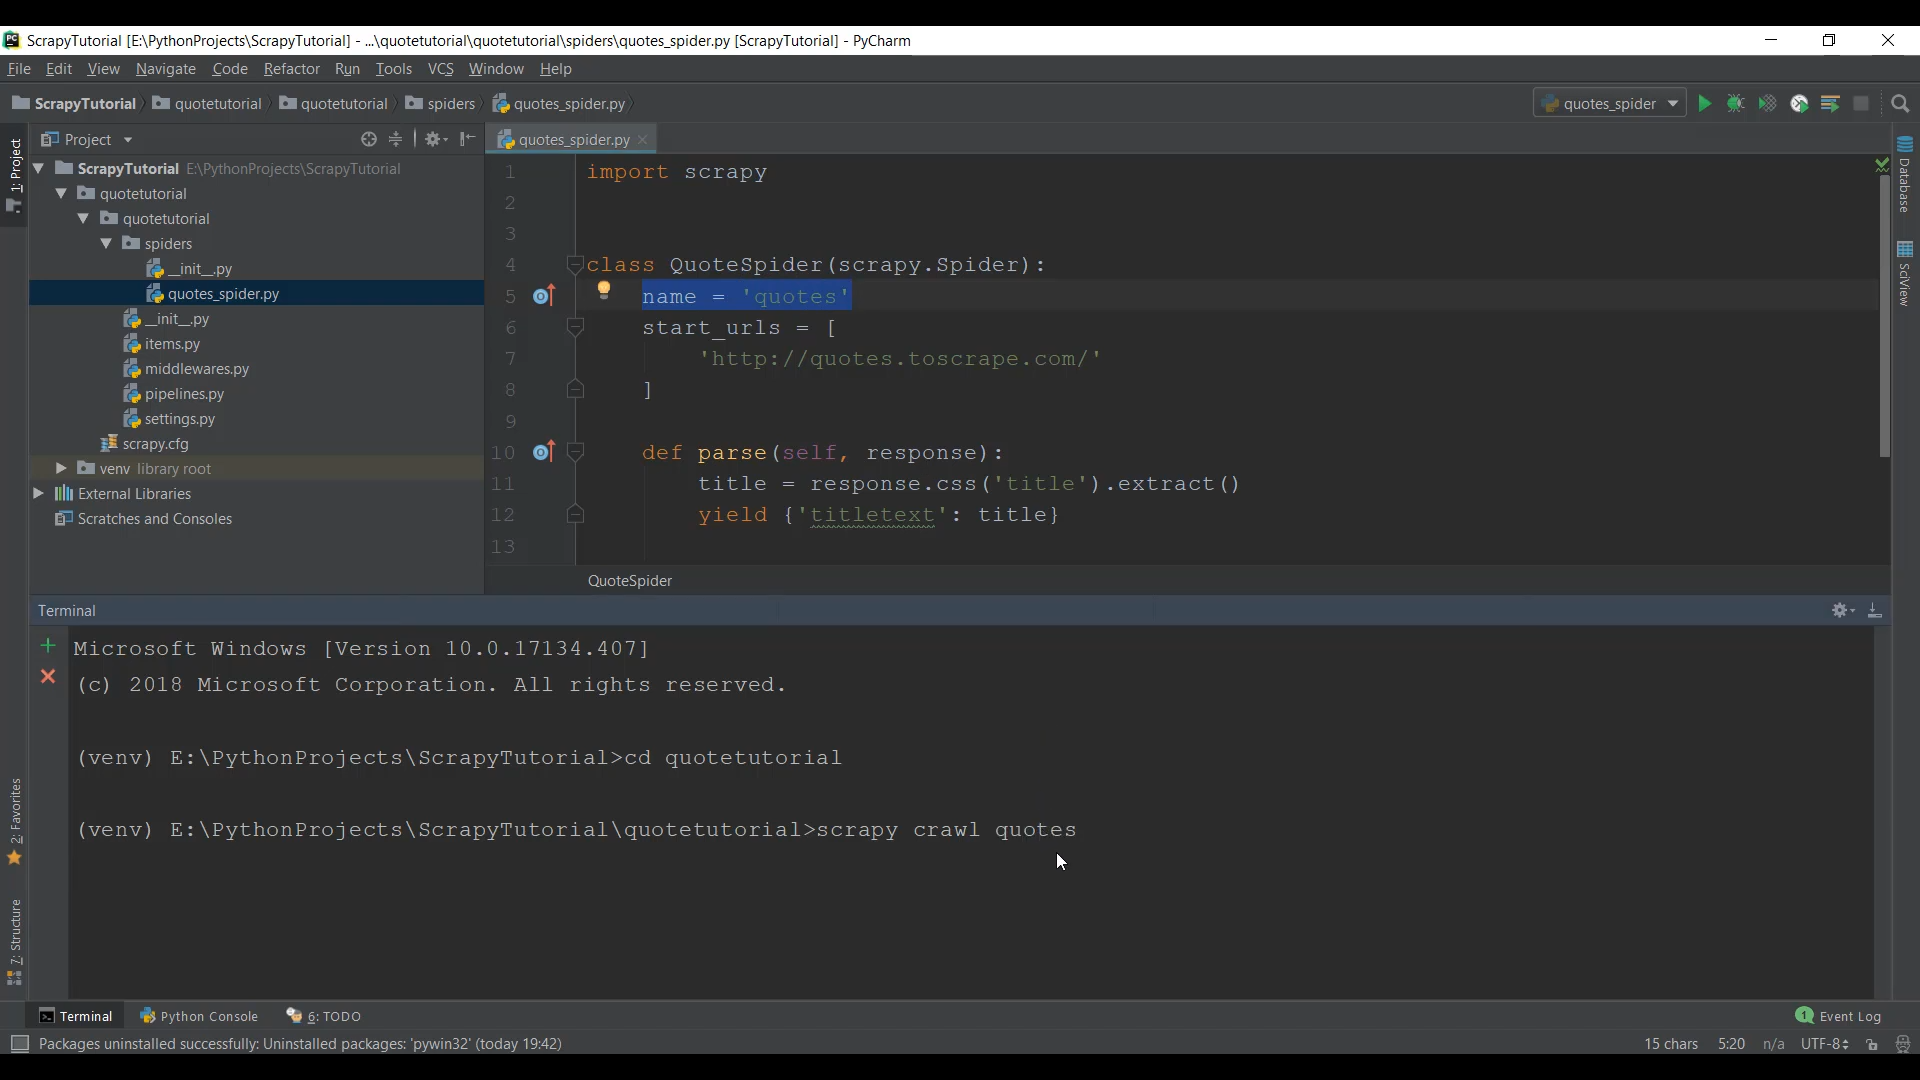 ScrapyTutorial [E:\PythonProjects\ScrapyTutorial] - ...\quotetutorial\quotetutorial\spiders\quotes_spider.py [ScrapyTutorial] - PyCharm
File Edit View Navigate Code Refactor Run Tools VCS Window Help
ScrapyTutorial quotetutorial quotetutorial spiders quotes_spider.py
quotes_spider
Project
quotes_spider.py
1: Project
ScrapyTutorial E:\PythonProjects\ScrapyTutorial
quotetutorial
quotetutorial
spiders
__init__.py
quotes_spider.py
__init__.py
items.py
middlewares.py
pipelines.py
settings.py
scrapy.cfg
venv library root
External Libraries
Scratches and Consoles
1 import scrapy
2
3
4 class QuoteSpider(scrapy.Spider):
5 name = 'quotes'
6 start_urls = [
7 'http://quotes.toscrape.com/'
8 ]
9
10 def parse(self, response):
11 title = response.css('title').extract()
12 yield {'titletext': title}
13
QuoteSpider
Database
SciView
Terminal
Microsoft Windows [Version 10.0.17134.407]
(c) 2018 Microsoft Corporation. All rights reserved.
(venv) E:\PythonProjects\ScrapyTutorial>cd quotetutorial
(venv) E:\PythonProjects\ScrapyTutorial\quotetutorial>scrapy crawl quotes
2: Favorites
7: Structure
Terminal Python Console 6: TODO
1 Event Log
Packages uninstalled successfully: Uninstalled packages: 'pywin32' (today 19:42)
15 chars 5:20 n/a UTF-8